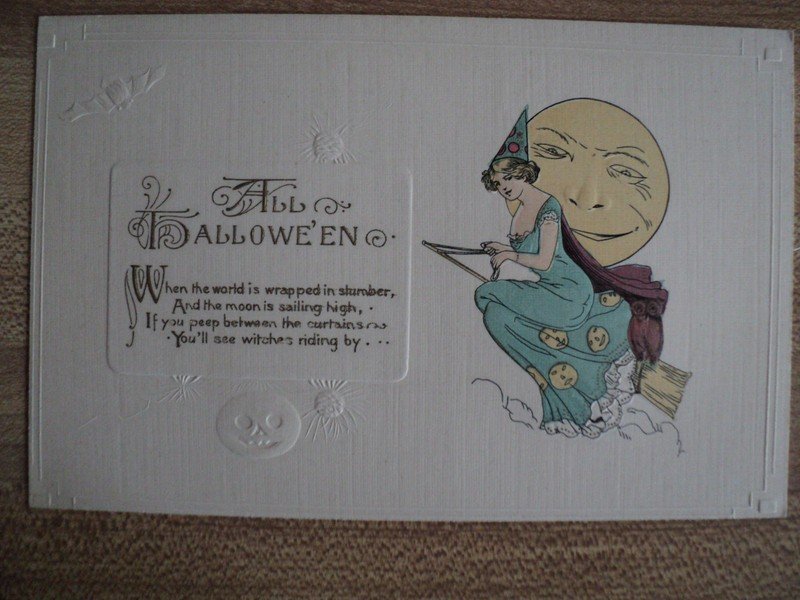 ALL
HALLOWE'EN
When the world is wrapped in slumber,
And the moon is sailing high,
If you peep between the curtains
You'll see witches riding by...